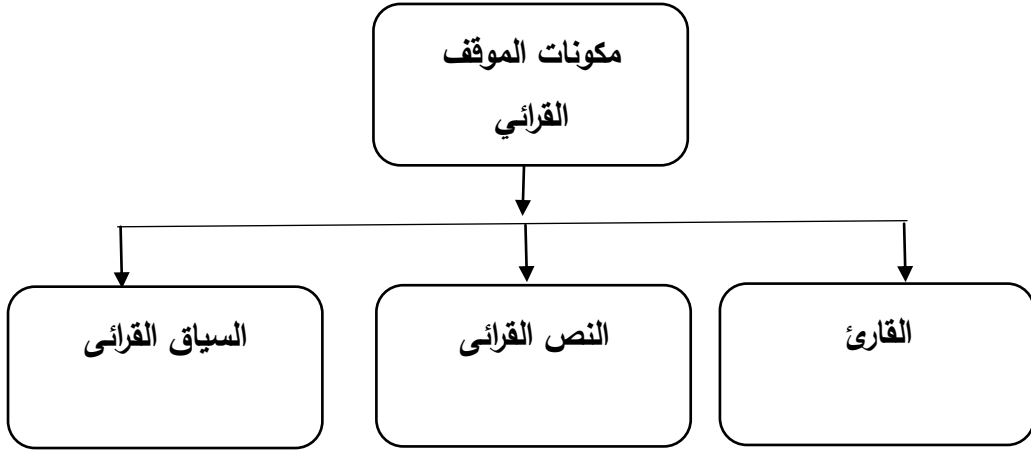 مكونات الموقف
القرائي
القارئ
النص القرائى
السياق القرائى